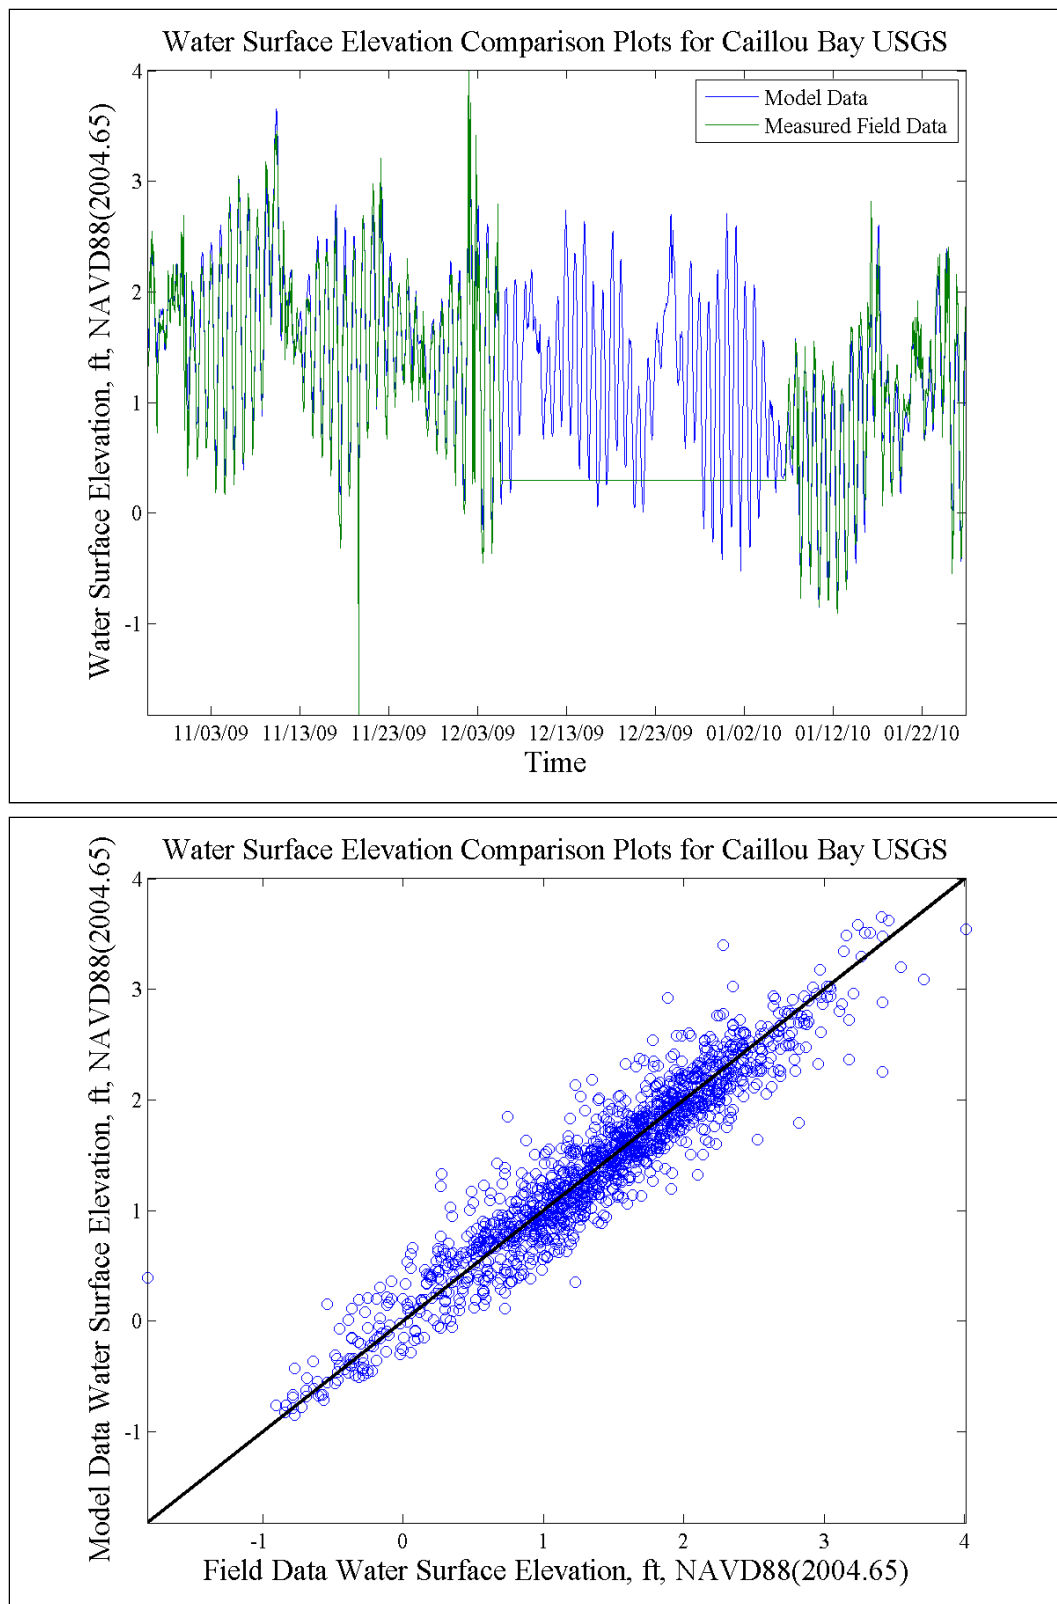 Water Surface Elevation Comparison Plots for Caillou Bay USGS
Water Surface Elevation, ft, NAVD88(2004.65)
4
3
2
1
0
-1
Model Data
Measured Field Data
11/03/09 11/13/09 11/23/09 12/03/09 12/13/09 12/23/09 01/02/10 01/12/10 01/22/10
Time
Water Surface Elevation Comparison Plots for Caillou Bay USGS
Model Data Water Surface Elevation, ft, NAVD88(2004.65)
4
3
2
1
0
-1
-1 0 1 2 3 4
Field Data Water Surface Elevation, ft, NAVD88(2004.65)